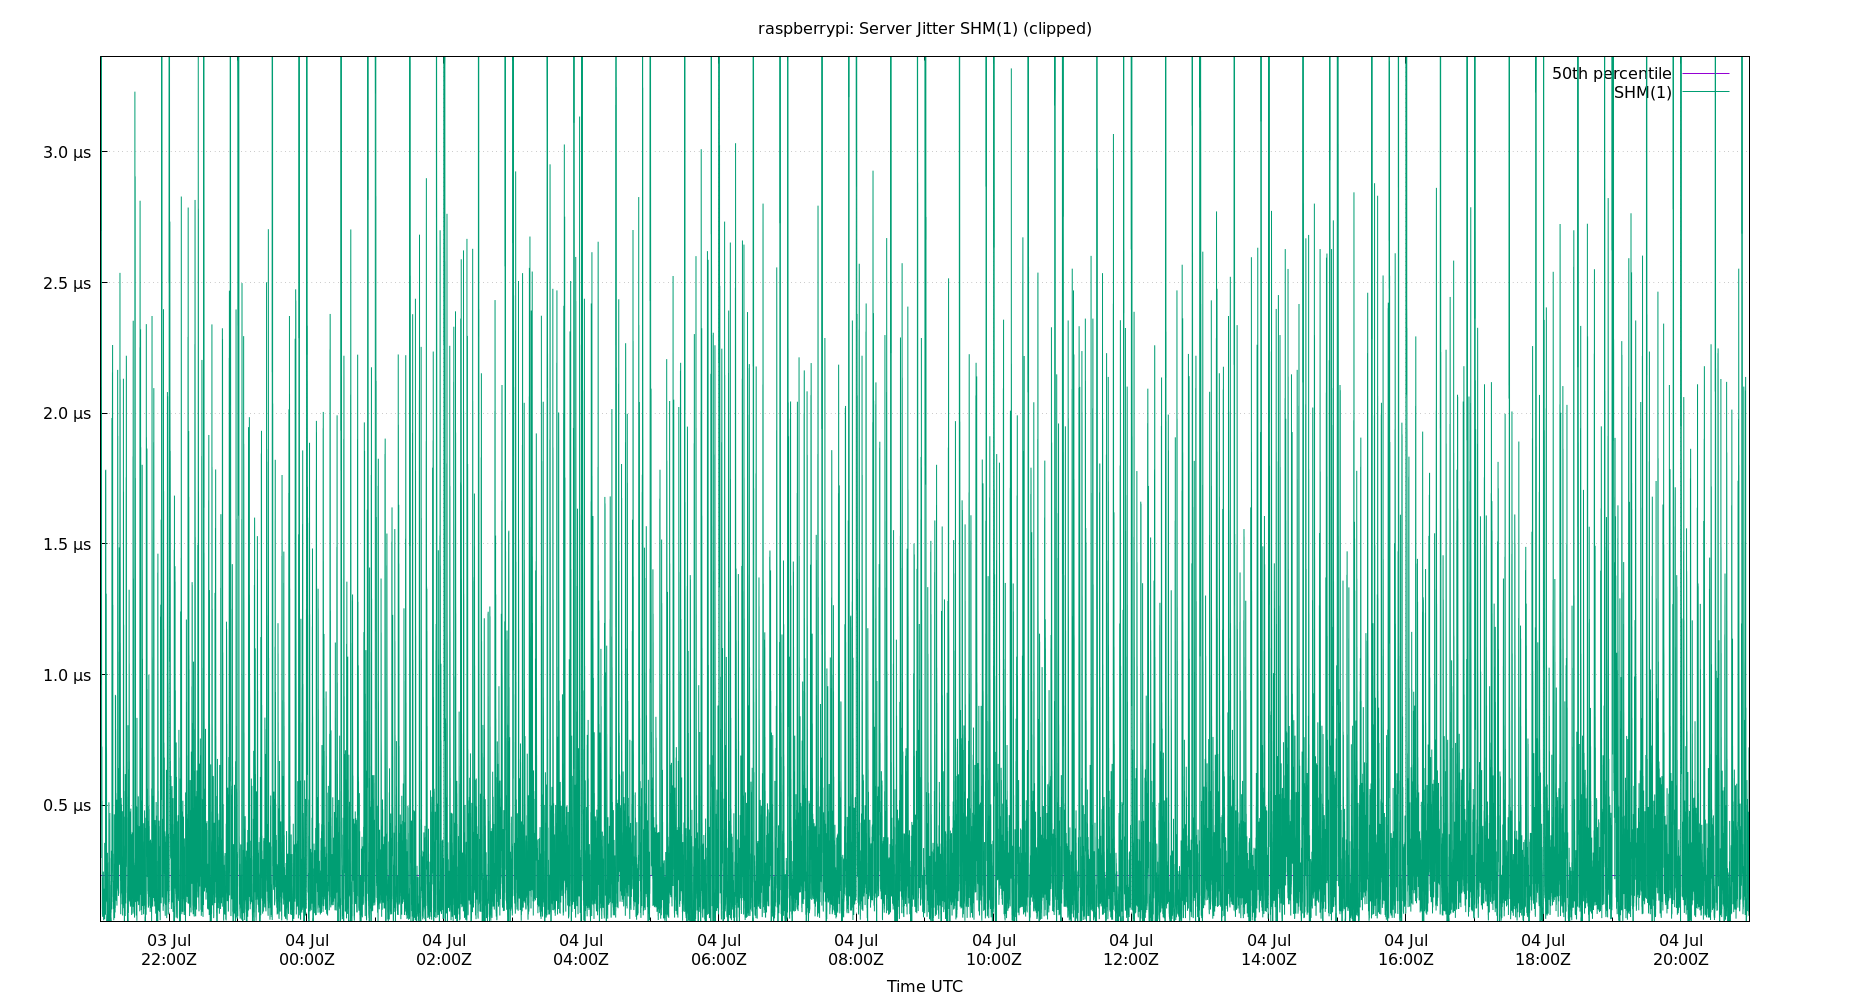 raspberrypi: Server Jitter SHM(1) (clipped)
50th percentile
SHM(1)
3.0 µs
2.5 µs
2.0 µs
1.5 µs
1.0 µs
0.5 µs
03 Jul 04 Jul 04 Jul 04 Jul 04 Jul 04 Jul 04 Jul 04 Jul 04 Jul 04 Jul 04 Jul 04 Jul
22:00Z 00:00Z 02:00Z 04:00Z 06:00Z 08:00Z 10:00Z 12:00Z 14:00Z 16:00Z 18:00Z 20:00Z
Time UTC